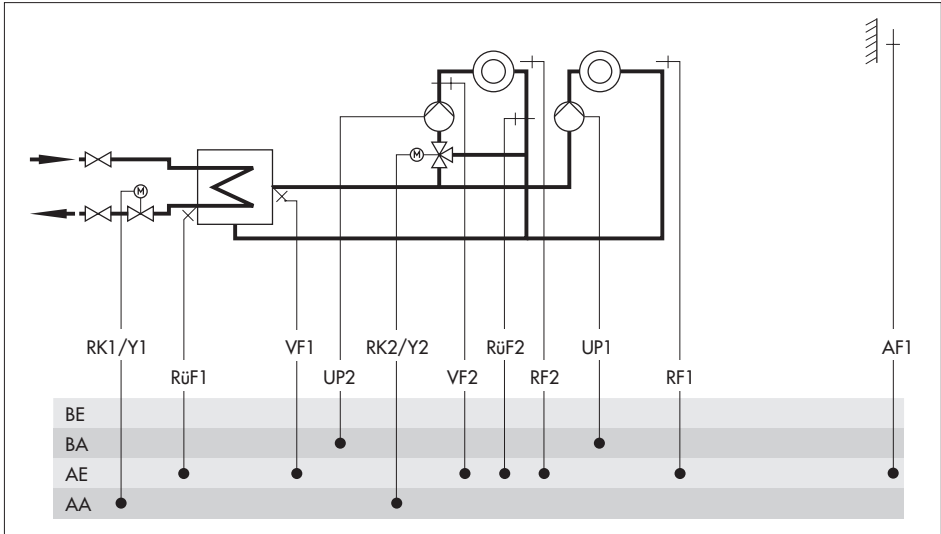 M
M
RK1/Y1 VF1 RK2/Y2 RüF2 UP1 AF1
RüF1 UP2 VF2 RF2 RF1
BE
BA
AE
AA